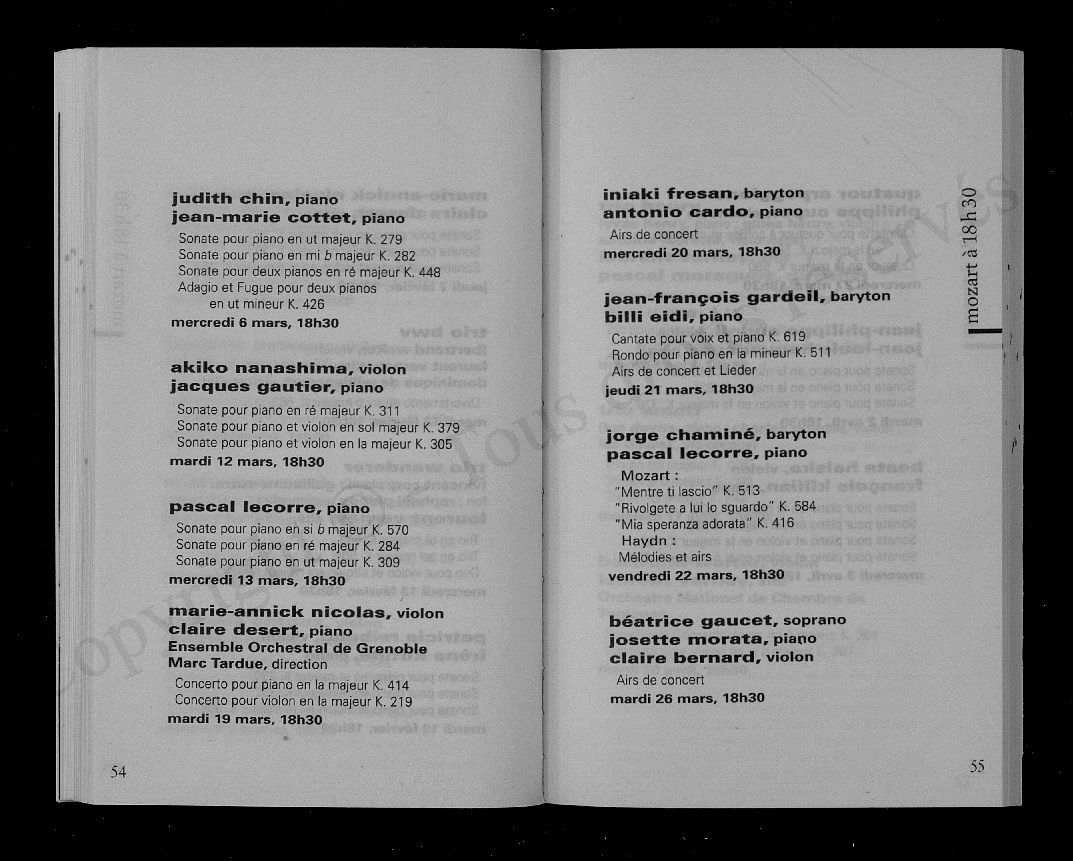 judith chin, piano
jean-marie cottet, piano
Sonate pour piano en ut majeur K. 279
Sonate pour piano en mi b majeur K. 282
Sonate pour deux pianos en ré majeur K. 448
Adagio et Fugue pour deux pianos
en ut mineur K. 426
mercredi 6 mars, 18h30
akiko nanashima, violon
jacques gautier, piano
Sonate pour piano en ré majeur K. 311
Sonate pour piano et violon en sol majeur K. 379
Sonate pour piano et violon en la majeur K. 305
mardi 12 mars, 18h30
pascal lecorre, piano
Sonate pour piano en si b majeur K. 570
Sonate pour piano en ré majeur K. 284
Sonate pour piano en ut majeur K. 309
mercredi 13 mars, 18h30
marie-annick nicolas, violon
claire desert, piano
Ensemble Orchestral de Grenoble
Marc Tardue, direction
Concerto pour piano en la majeur K. 414
Concerto pour violon en la majeur K. 219
mardi 19 mars, 18h30
54
iniaki fresan, baryton
antonio cardo, piano
Airs de concert
mercredi 20 mars, 18h30
jean-françois gardeil, baryton
billi eidi, piano
Cantate pour voix et piano K. 619
Rondo pour piano en la mineur K. 511
Airs de concert et Lieder
jeudi 21 mars, 18h30
jorge chaminé, baryton
pascal lecorre, piano
Mozart :
"Mentre ti lascio" K. 513
"Rivolgete a lui lo sguardo" K. 584
"Mia speranza adorata" K. 416
Haydn :
Mélodies et airs
vendredi 22 mars, 18h30
béatrice gaucet, soprano
josette morata, piano
claire bernard, violon
Airs de concert
mardi 26 mars, 18h30
55
mozart à 18h30